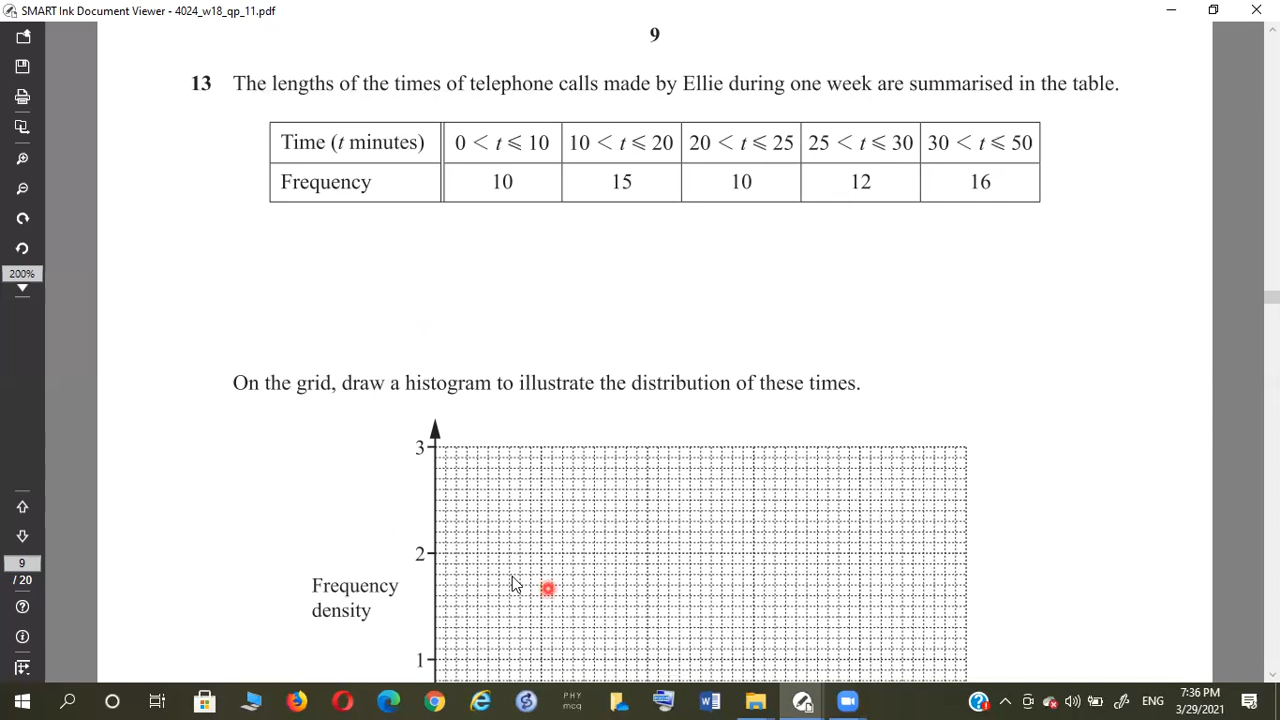 SMART Ink Document Viewer - 4024_w18_qp_11.pdf
9
13 The lengths of the times of telephone calls made by Ellie during one week are summarised in the table.
Time (t minutes) 0 < t ⩽ 10 10 < t ⩽ 20 20 < t ⩽ 25 25 < t ⩽ 30 30 < t ⩽ 50
Frequency 10 15 10 12 16
200%
On the grid, draw a histogram to illustrate the distribution of these times.
3
2
Frequency
density
1
9
/ 20
PHY
mcq
ENG
7:36 PM
3/29/2021